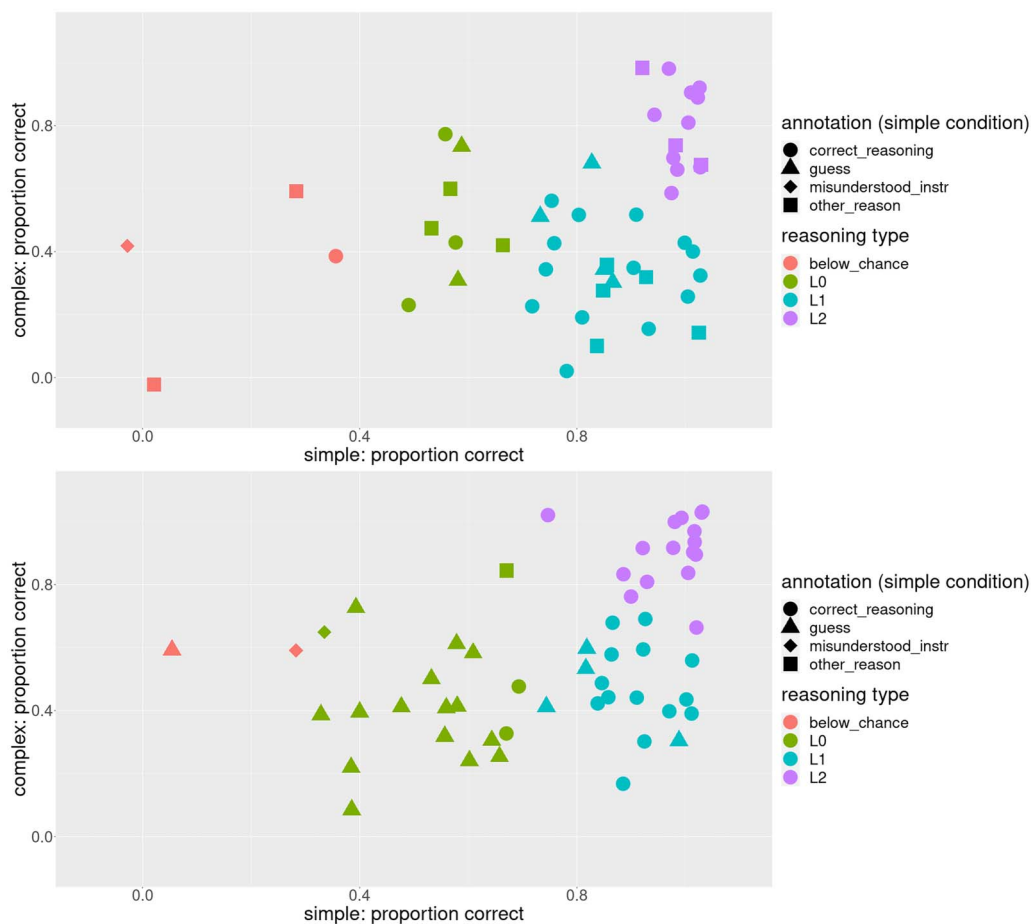 complex: proportion correct
0.8
0.4
0.0
0.0 0.4 0.8
simple: proportion correct
annotation (simple condition)
correct_reasoning
guess
misunderstood_instr
other_reason
reasoning type
below_chance
L0
L1
L2
complex: proportion correct
0.8
0.4
0.0
0.0 0.4 0.8
simple: proportion correct
annotation (simple condition)
correct_reasoning
guess
misunderstood_instr
other_reason
reasoning type
below_chance
L0
L1
L2